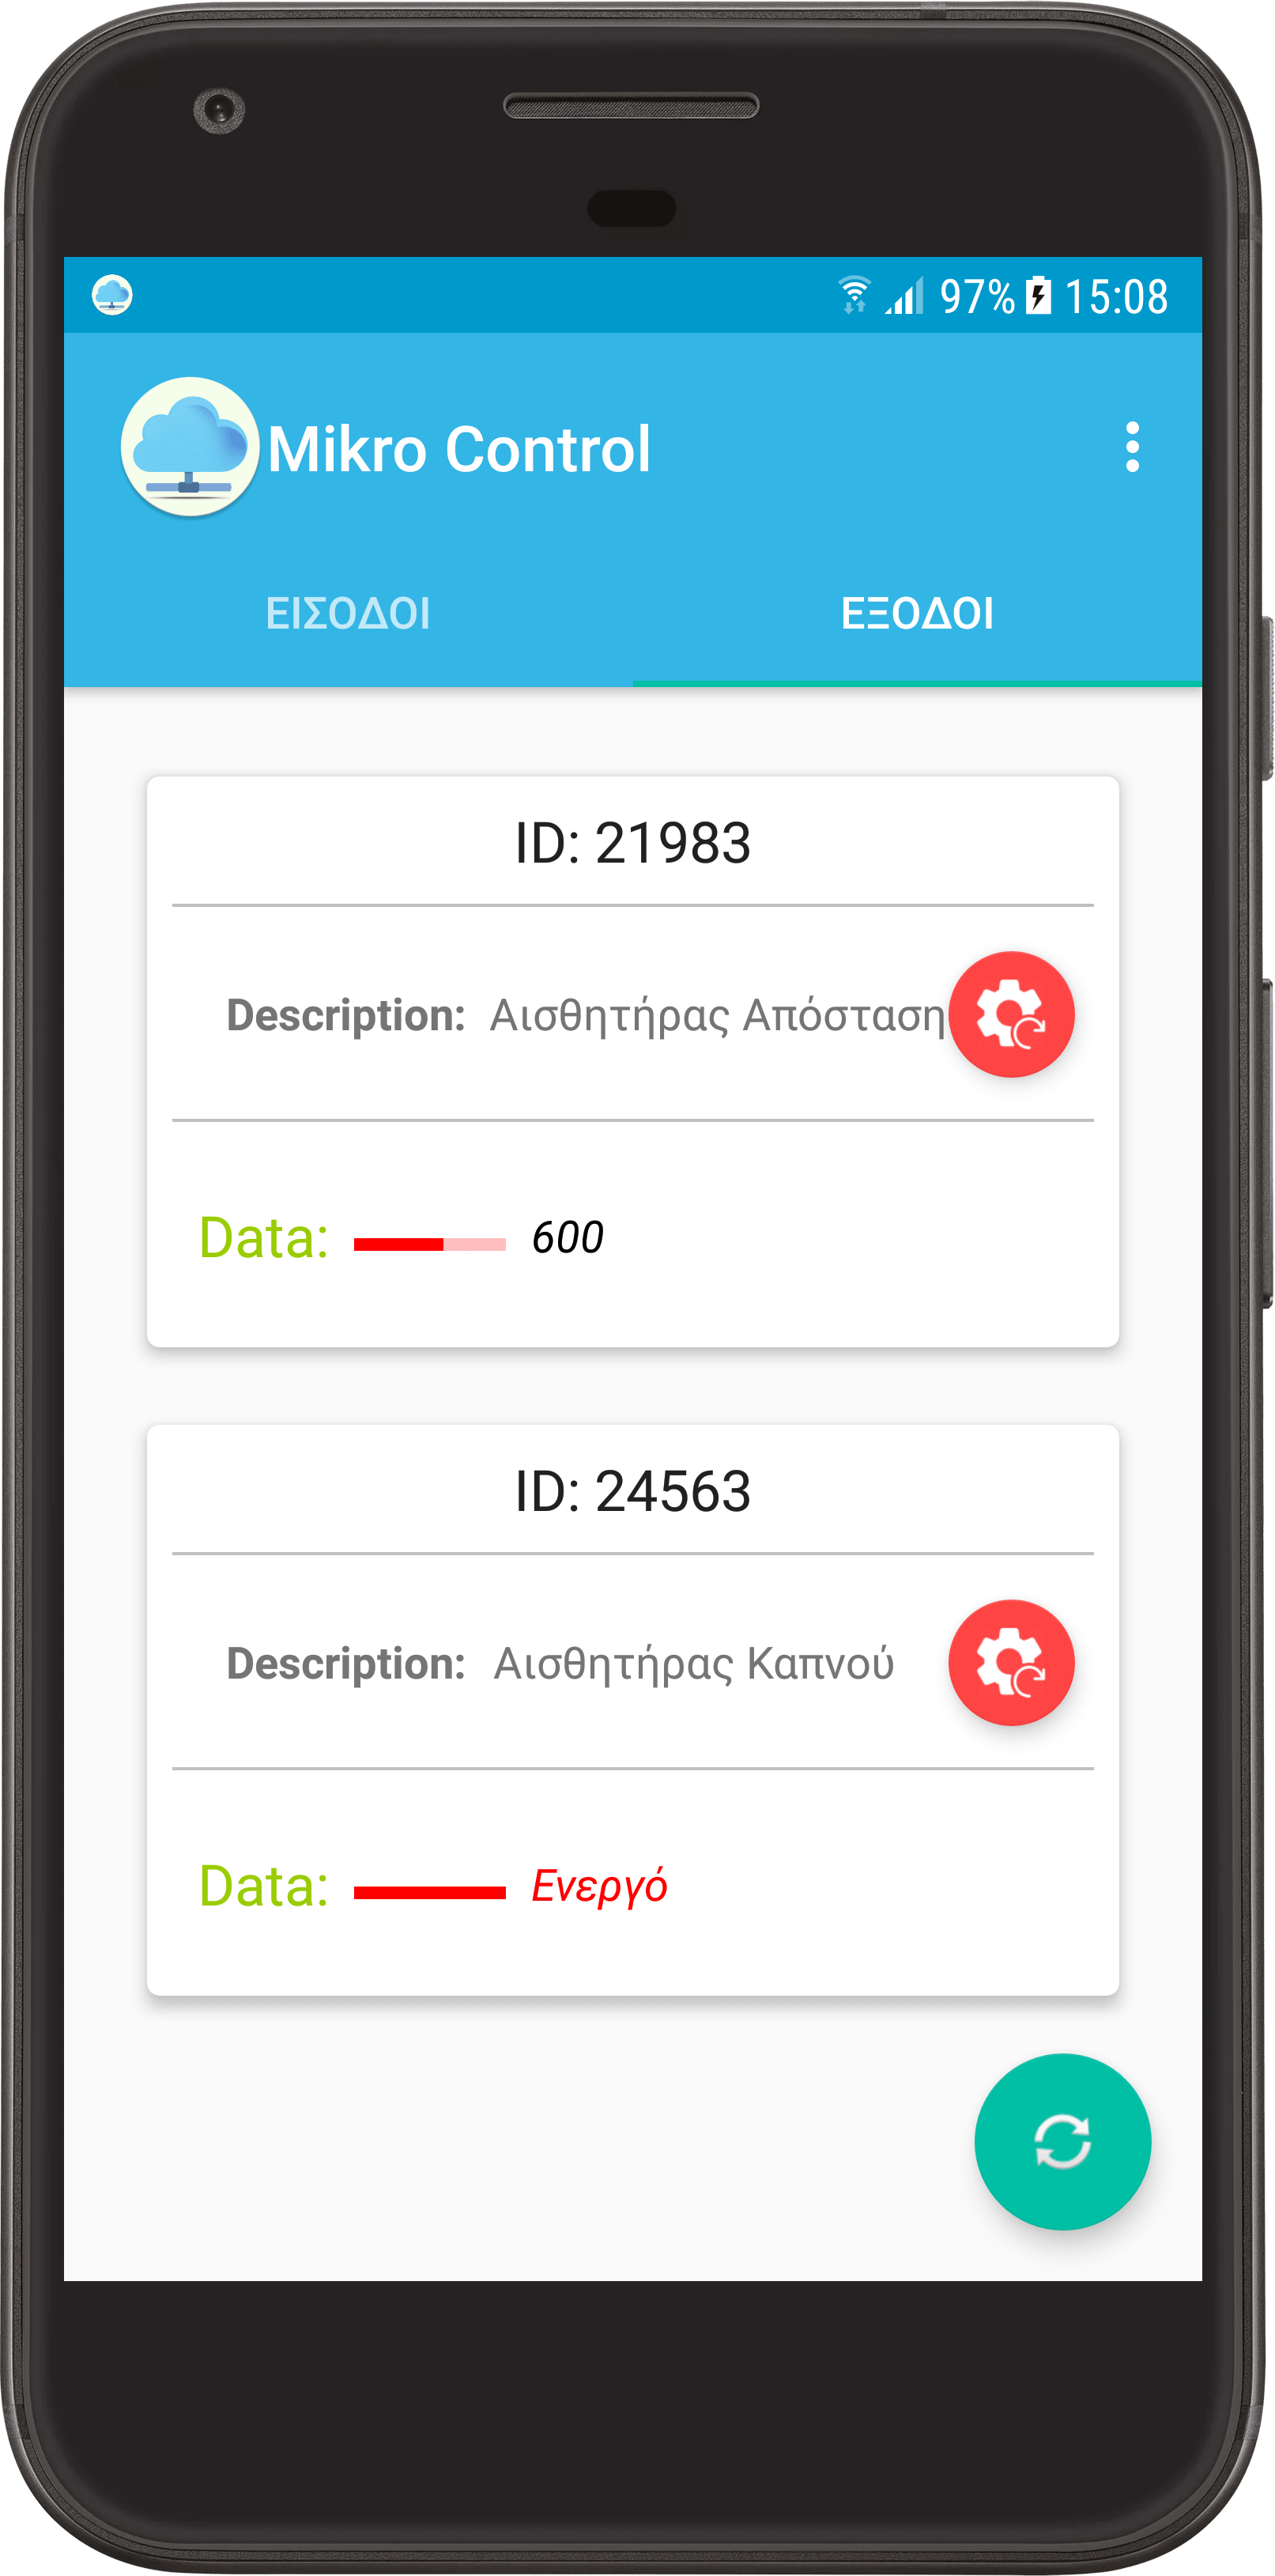 97% 15:08
Mikro Control
ΕΙΣΟΔΟΙ ΕΞΟΔΟΙ
ID: 21983
Description: Αισθητήρας Απόσταση
Data: 600
ID: 24563
Description: Αισθητήρας Καπνού
Data: Ενεργό